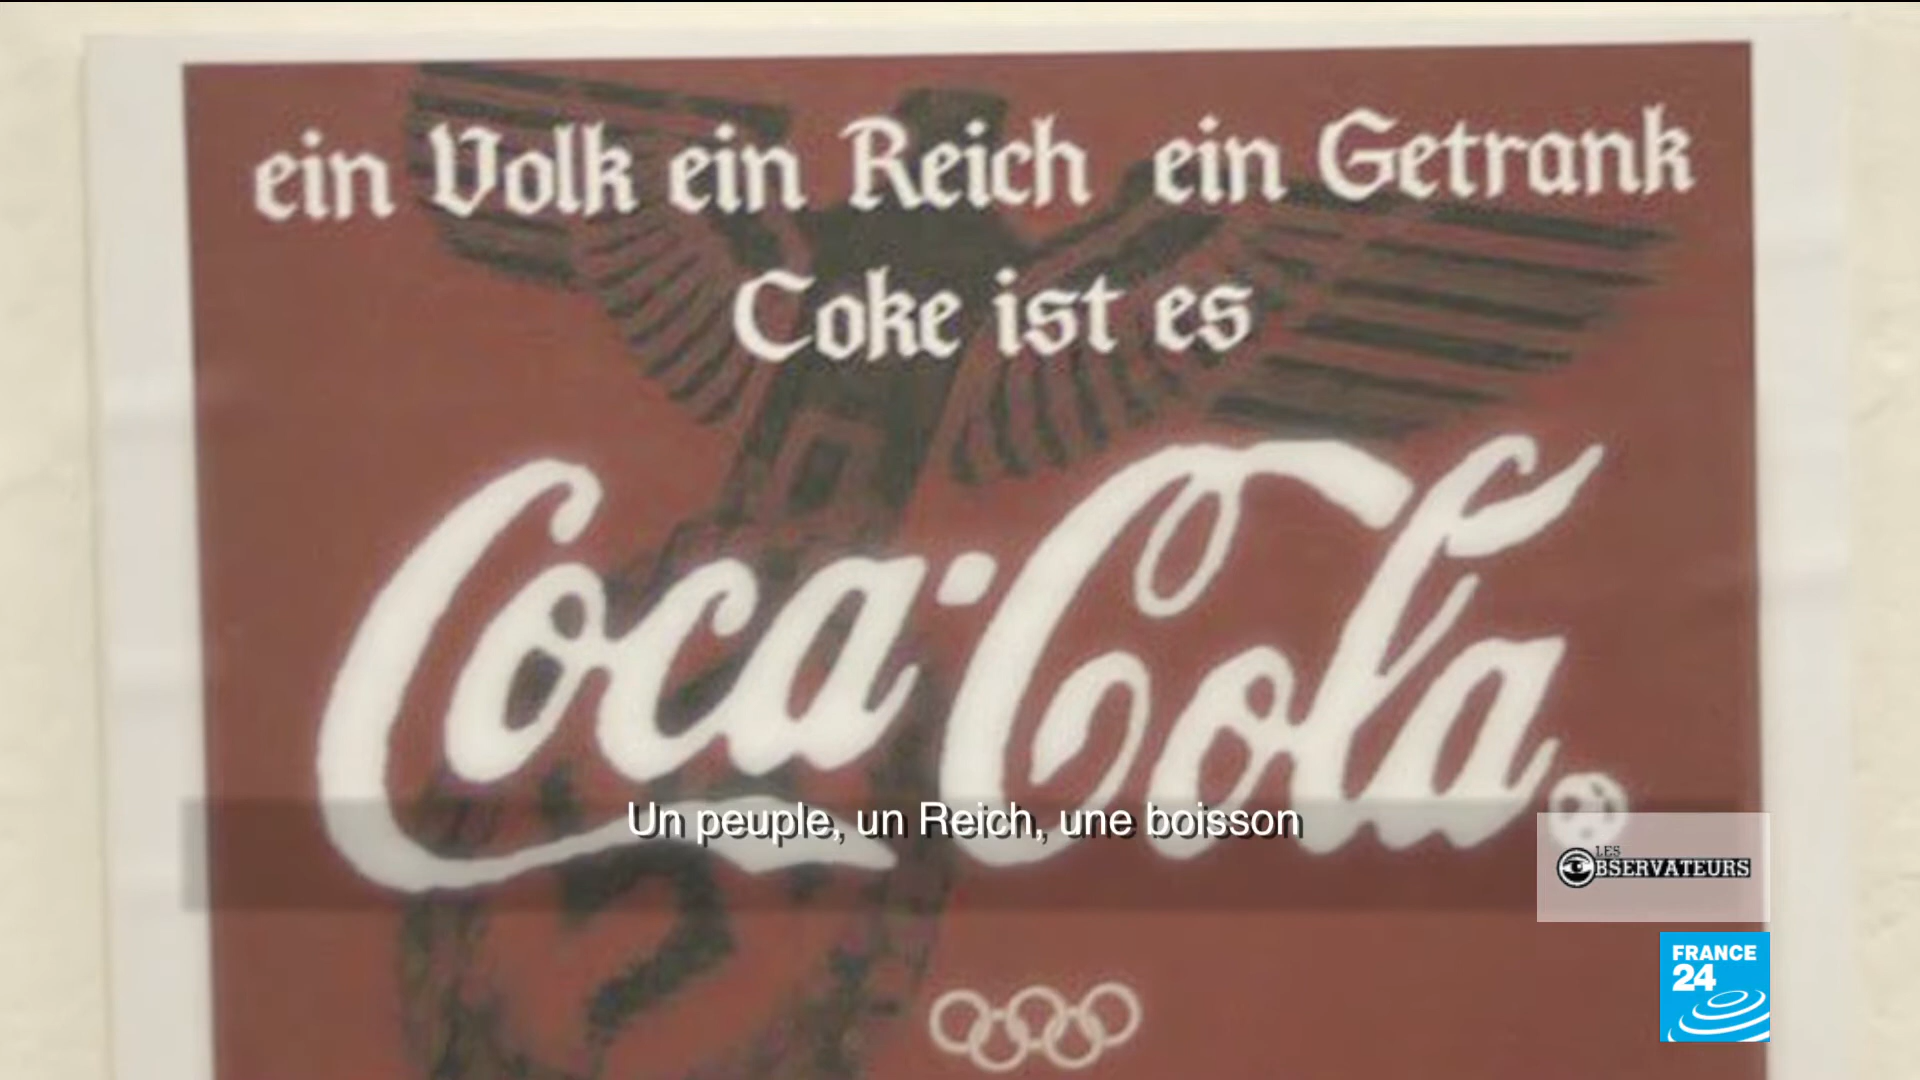 ein Volk ein Reich ein Getrank
Coke ist es
Coca-Cola
Un peuple, un Reich, une boisson
LES
OBSERVATEURS
FRANCE
24